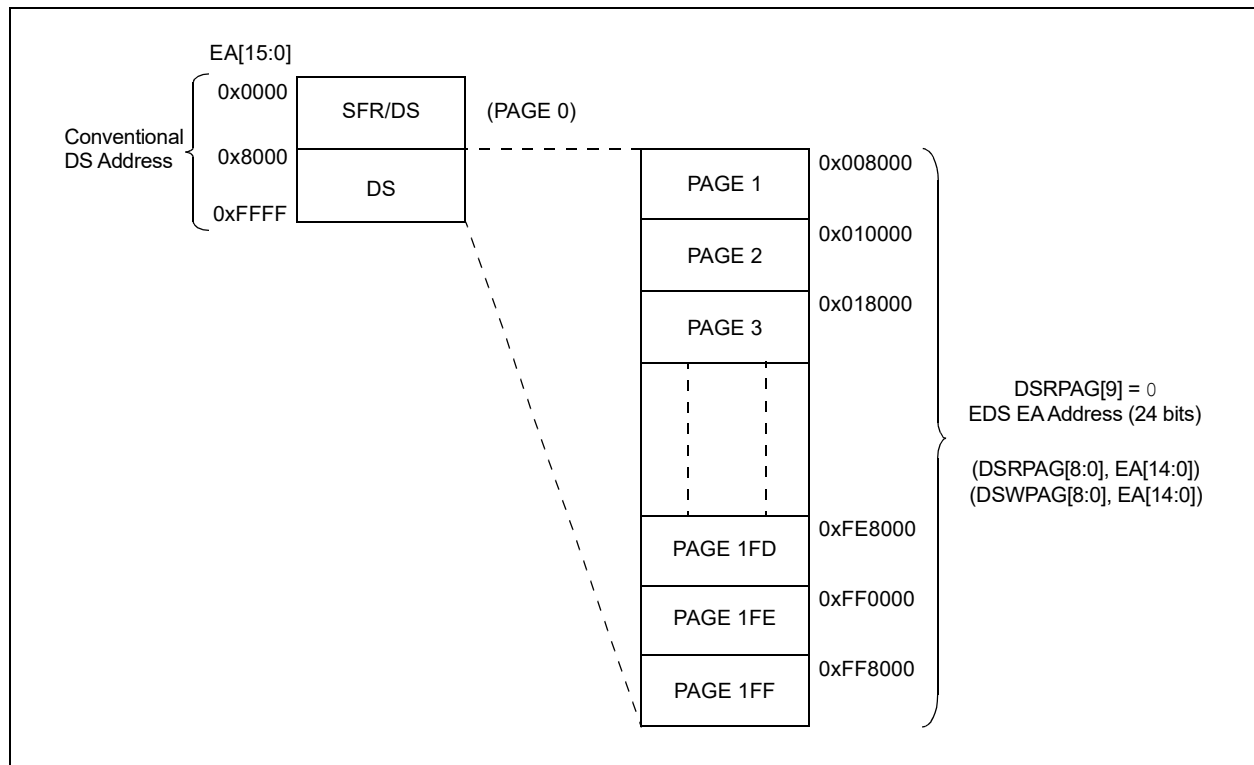 EA[15:0]
0x0000
SFR/DS
(PAGE 0)
Conventional
DS Address
0x8000
DS
0xFFFF
PAGE 1
0x008000
PAGE 2
0x010000
PAGE 3
0x018000
DSRPAG[9] = 0
EDS EA Address (24 bits)
(DSRPAG[8:0], EA[14:0])
(DSWPAG[8:0], EA[14:0])
PAGE 1FD
0xFE8000
PAGE 1FE
0xFF0000
PAGE 1FF
0xFF8000